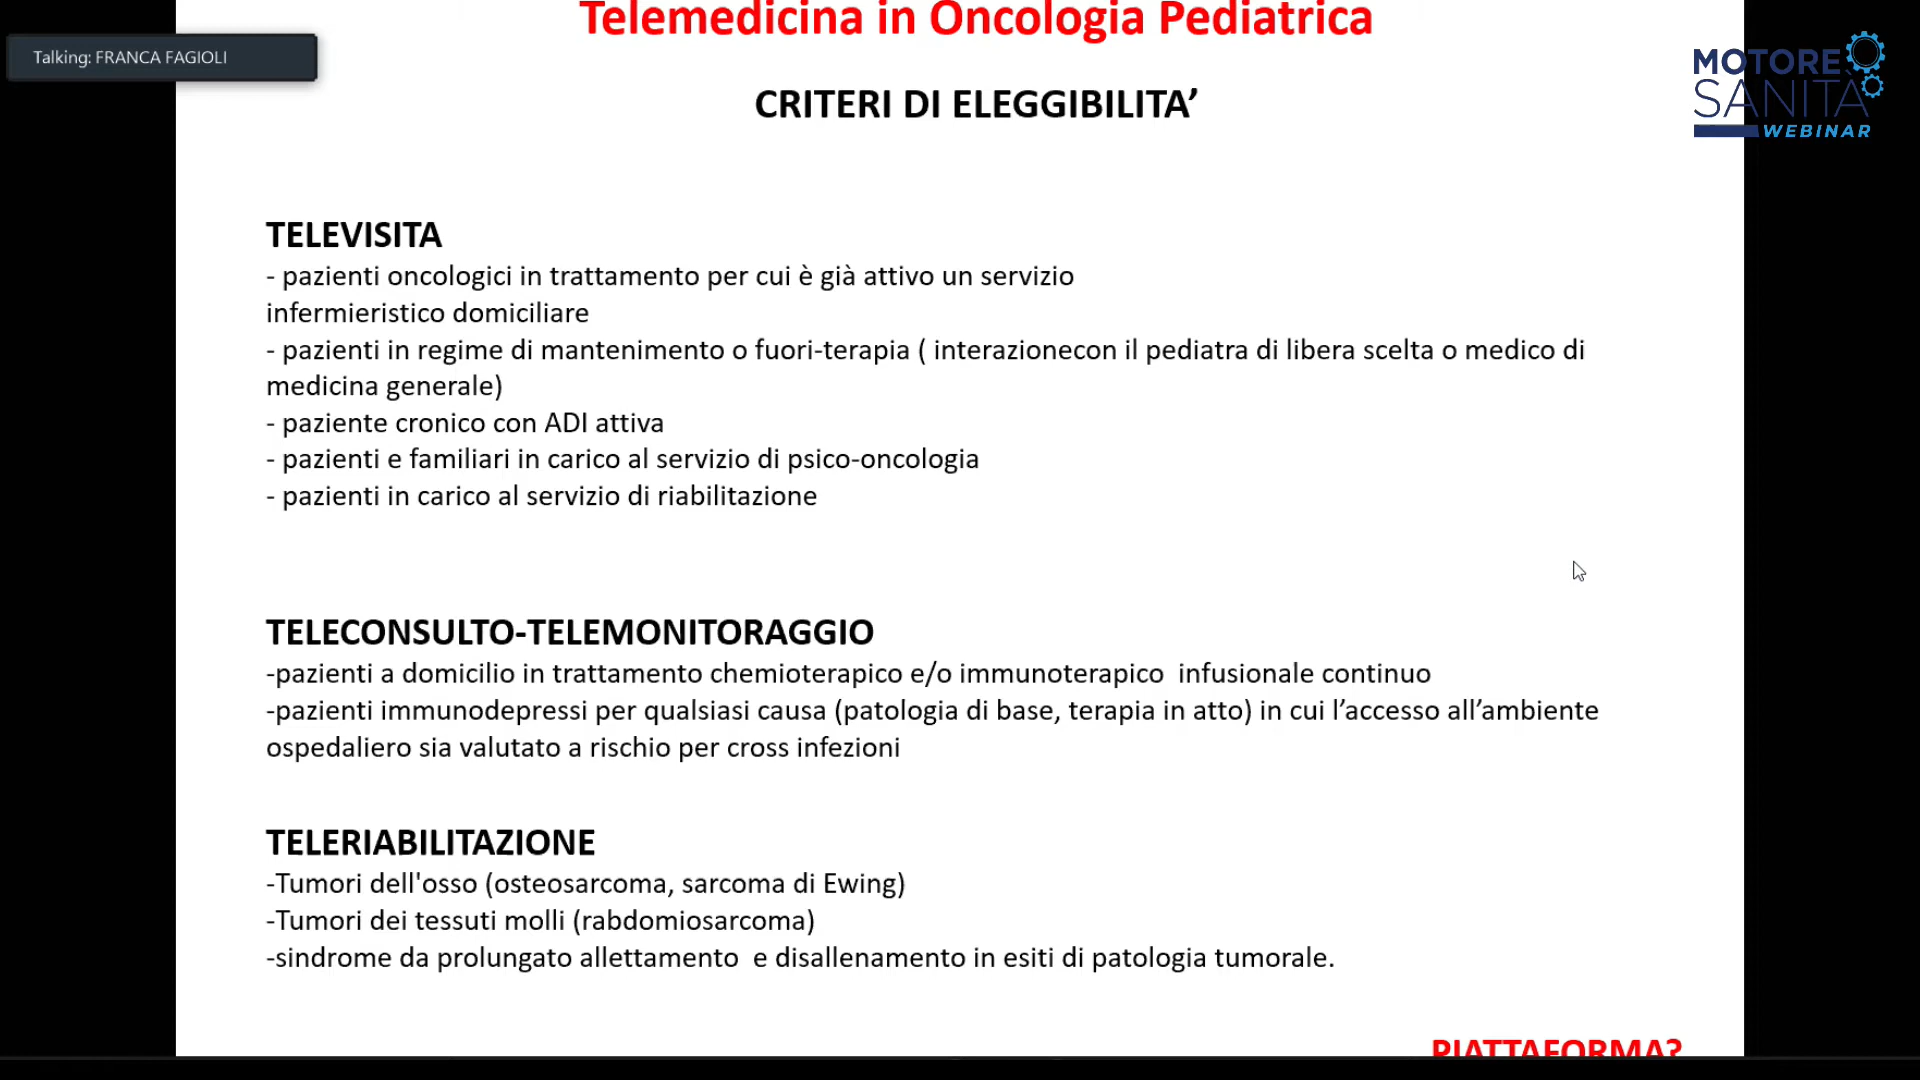 Telemedicina in Oncologia Pediatrica
Talking: FRANCA FAGIOLI
MOTORE
SANITÀ
WEBINAR
CRITERI DI ELEGGIBILITA’
TELEVISITA
- pazienti oncologici in trattamento per cui è già attivo un servizio
infermieristico domiciliare
- pazienti in regime di mantenimento o fuori-terapia ( interazionecon il pediatra di libera scelta o medico di
medicina generale)
- paziente cronico con ADI attiva
- pazienti e familiari in carico al servizio di psico-oncologia
- pazienti in carico al servizio di riabilitazione
TELECONSULTO-TELEMONITORAGGIO
-pazienti a domicilio in trattamento chemioterapico e/o immunoterapico  infusionale continuo
-pazienti immunodepressi per qualsiasi causa (patologia di base, terapia in atto) in cui l’accesso all’ambiente
ospedaliero sia valutato a rischio per cross infezioni
TELERIABILITAZIONE
-Tumori dell'osso (osteosarcoma, sarcoma di Ewing)
-Tumori dei tessuti molli (rabdomiosarcoma)
-sindrome da prolungato allettamento  e disallenamento in esiti di patologia tumorale.
PIATTAFORMA?